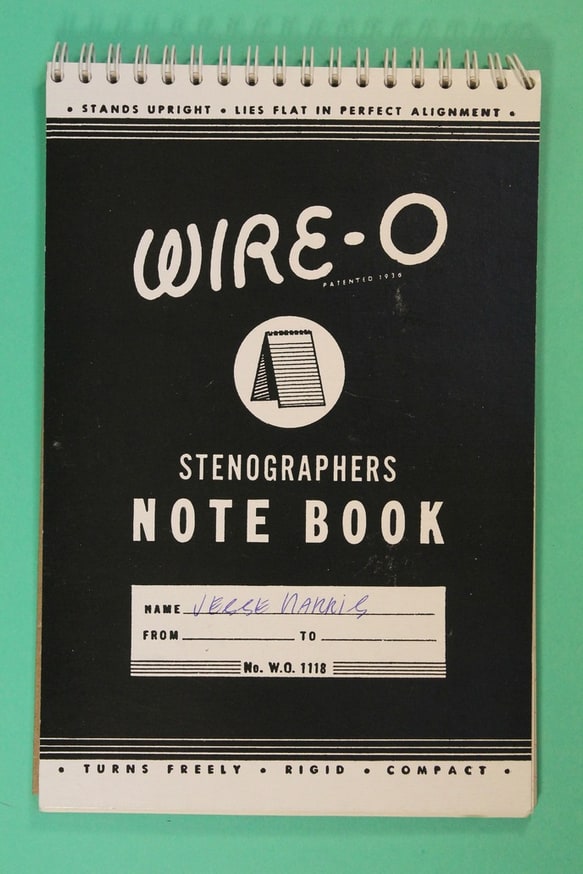 • STANDS UPRIGHT • LIES FLAT IN PERFECT ALIGNMENT •
WIRE-O
PATENTED 1936
STENOGRAPHERS
NOTE BOOK
NAME JESSE HARRIS
FROM TO
No. W.O. 1118
• TURNS FREELY • RIGID • COMPACT •